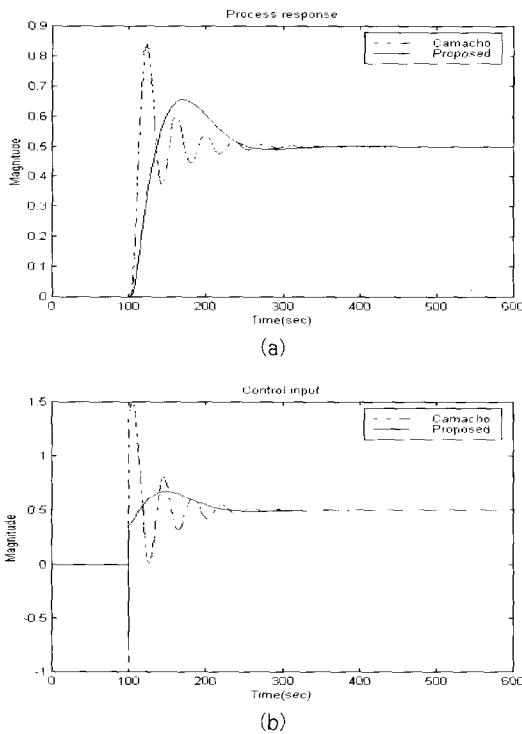 Process response
0.9
0.8
0.7
0.6
0.5
0.4
0.3
0.2
0.1
0
Magnitude
Camacho
Proposed
0 100 200 300 400 500 600
Time(sec)
(a)
Control input
1.5
1
0.5
0
-0.5
-1
Magnitude
Camacho
Proposed
0 100 200 300 400 500 600
Time(sec)
(b)